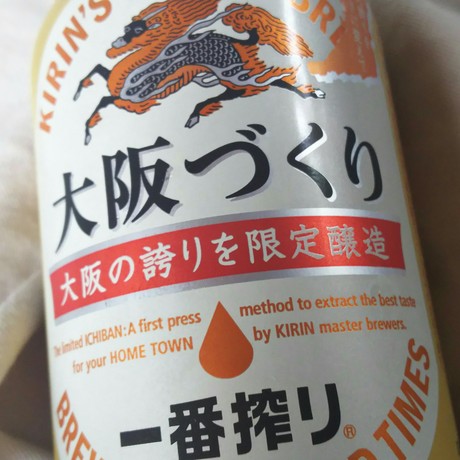 KIRIN'S
大阪づくり
大阪の誇りを限定醸造
The limited ICHIBAN: A first press
for your HOME TOWN
method to extract the best taste
by KIRIN master brewers.
一番搾り®
TIMES